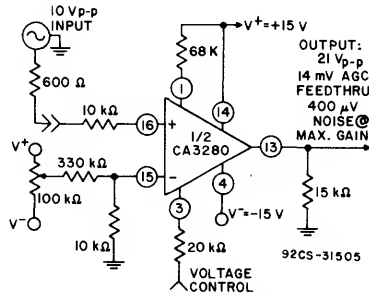 10 Vp-p
INPUT
600 Ω
10 kΩ
68 K
V⁺=+15 V
OUTPUT:
21 Vp-p
14 mV AGC
FEEDTHRU
400 μV
NOISE@
MAX. GAIN
1
14
16
+
1/2
CA3280
13
15
−
3
4
V⁺
330 kΩ
100 kΩ
V⁻
10 kΩ
20 kΩ
V⁻=-15 V
15 kΩ
VOLTAGE
CONTROL
92CS-31505